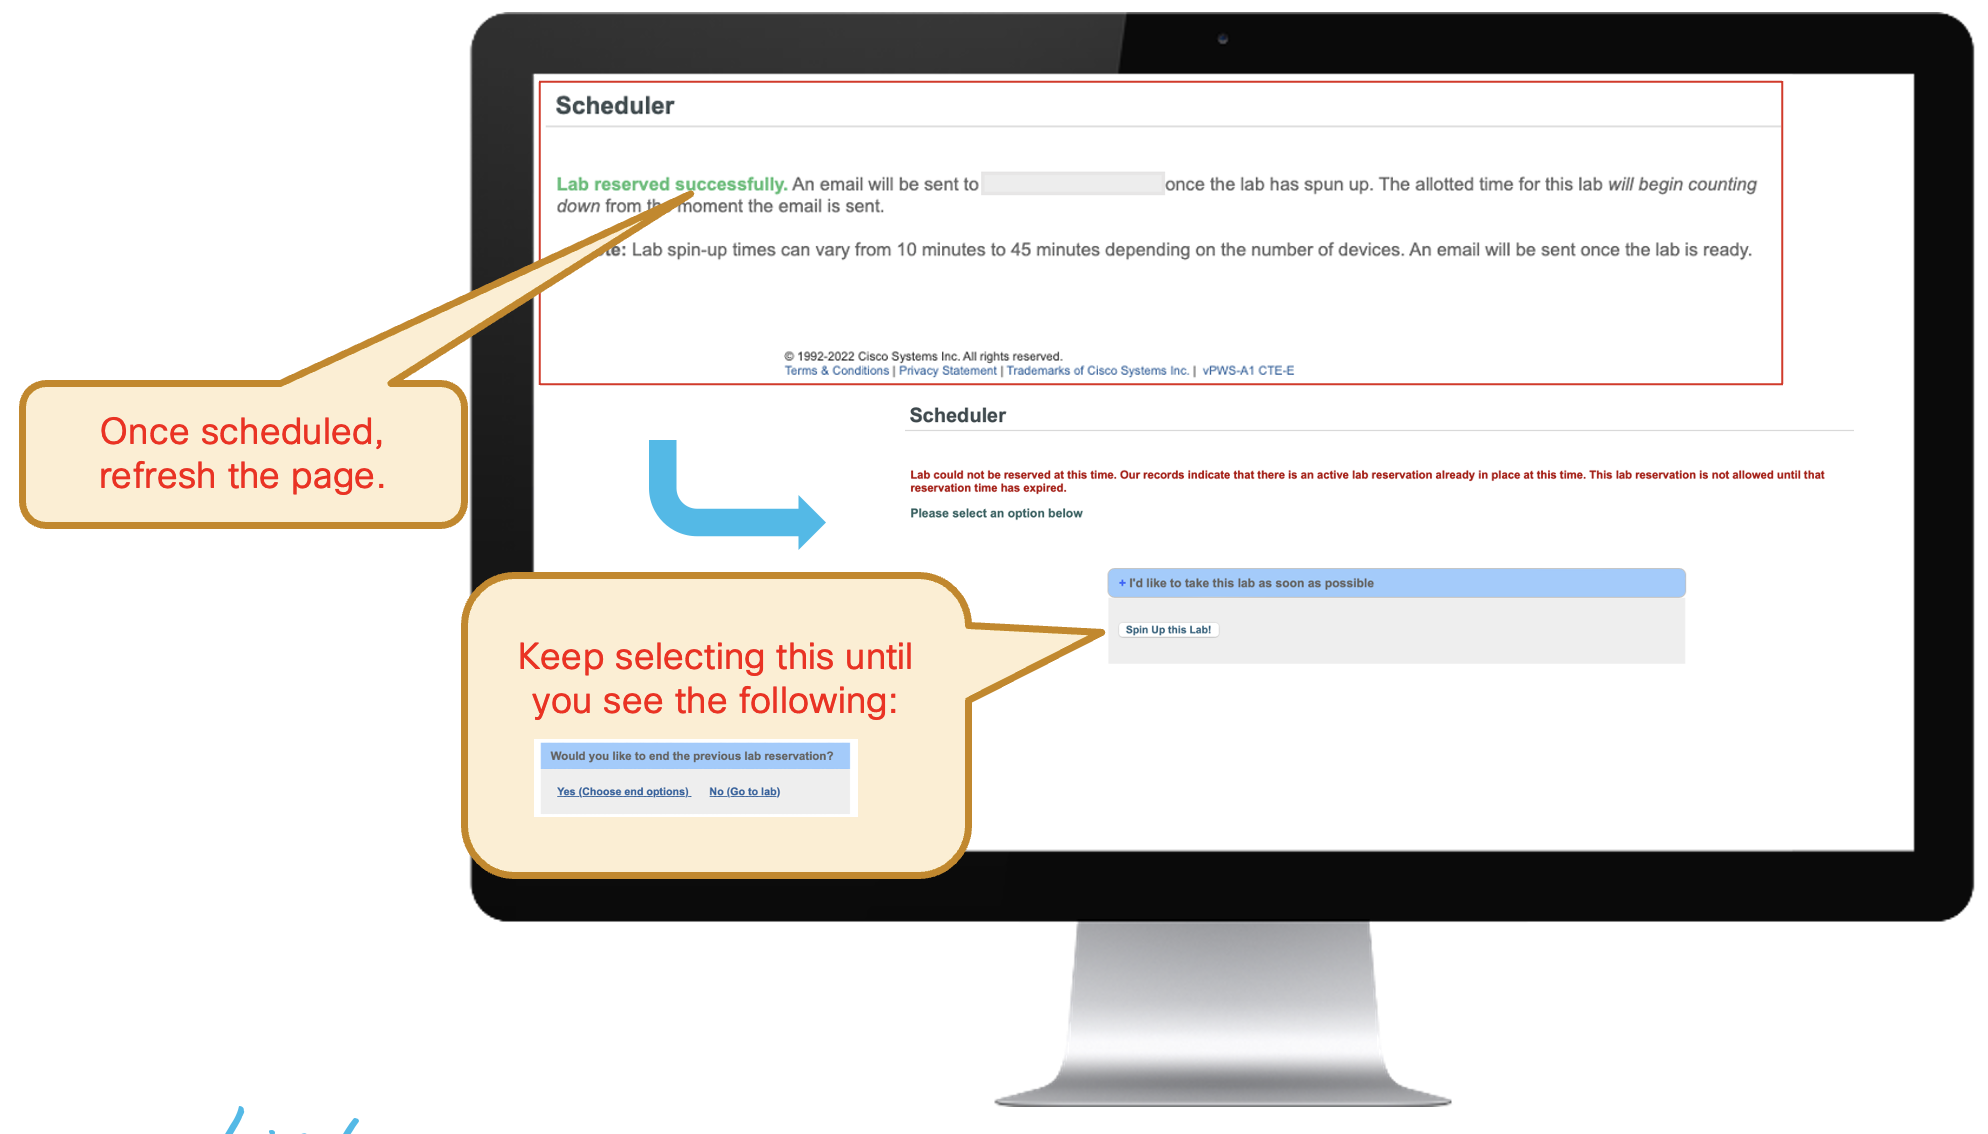 Scheduler
Lab reserved successfully. An email will be sent to once the lab has spun up. The allotted time for this lab will begin counting
down from the moment the email is sent.
Lab spin-up times can vary from 10 minutes to 45 minutes depending on the number of devices. An email will be sent once the lab is ready.
© 1992-2022 Cisco Systems Inc. All rights reserved.
Terms & Conditions | Privacy Statement | Trademarks of Cisco Systems Inc. | vPWS-A1 CTE-E
Once scheduled,
refresh the page.
Scheduler
Lab could not be reserved at this time. Our records indicate that there is an active lab reservation already in place at this time. This lab reservation is not allowed until that
reservation time has expired.
Please select an option below
+ I'd like to take this lab as soon as possible
Spin Up this Lab!
Keep selecting this until
you see the following:
Would you like to end the previous lab reservation?
Yes (Choose end options) No (Go to lab)